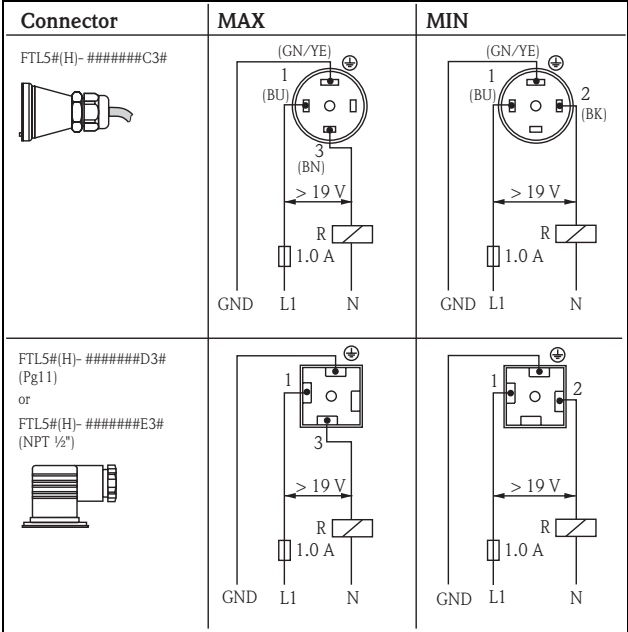 Connector MAX MIN
FTL5#(H)- #######C3#
(GN/YE)
1
(BU)
3
(BN)
> 19 V
R
1.0 A
GND L1 N
(GN/YE)
1
(BU)
2
(BK)
> 19 V
R
1.0 A
GND L1 N
FTL5#(H)- #######D3#
(Pg11)
or
FTL5#(H)- #######E3#
(NPT ½")
1
3
> 19 V
R
1.0 A
GND L1 N
1
2
> 19 V
R
1.0 A
GND L1 N